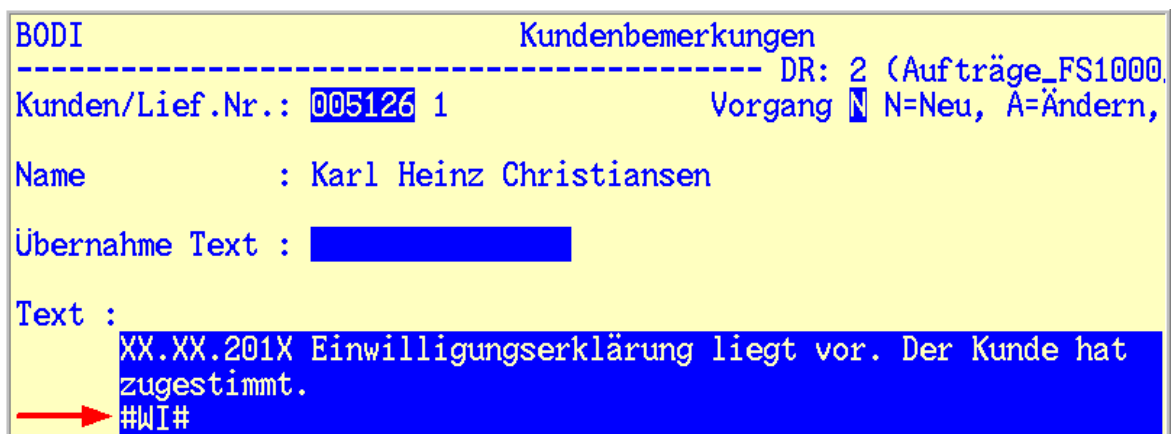 BODI Kundenbemerkungen
--------------------------------------------- DR: 2 (Aufträge_FS1000.
Kunden/Lief.Nr.: 005126 1 Vorgang N N=Neu, A=Ändern,
Name : Karl Heinz Christiansen
Übernahme Text :
Text :
XX.XX.201X Einwilligungserklärung liegt vor. Der Kunde hat
zugestimmt.
#WI#